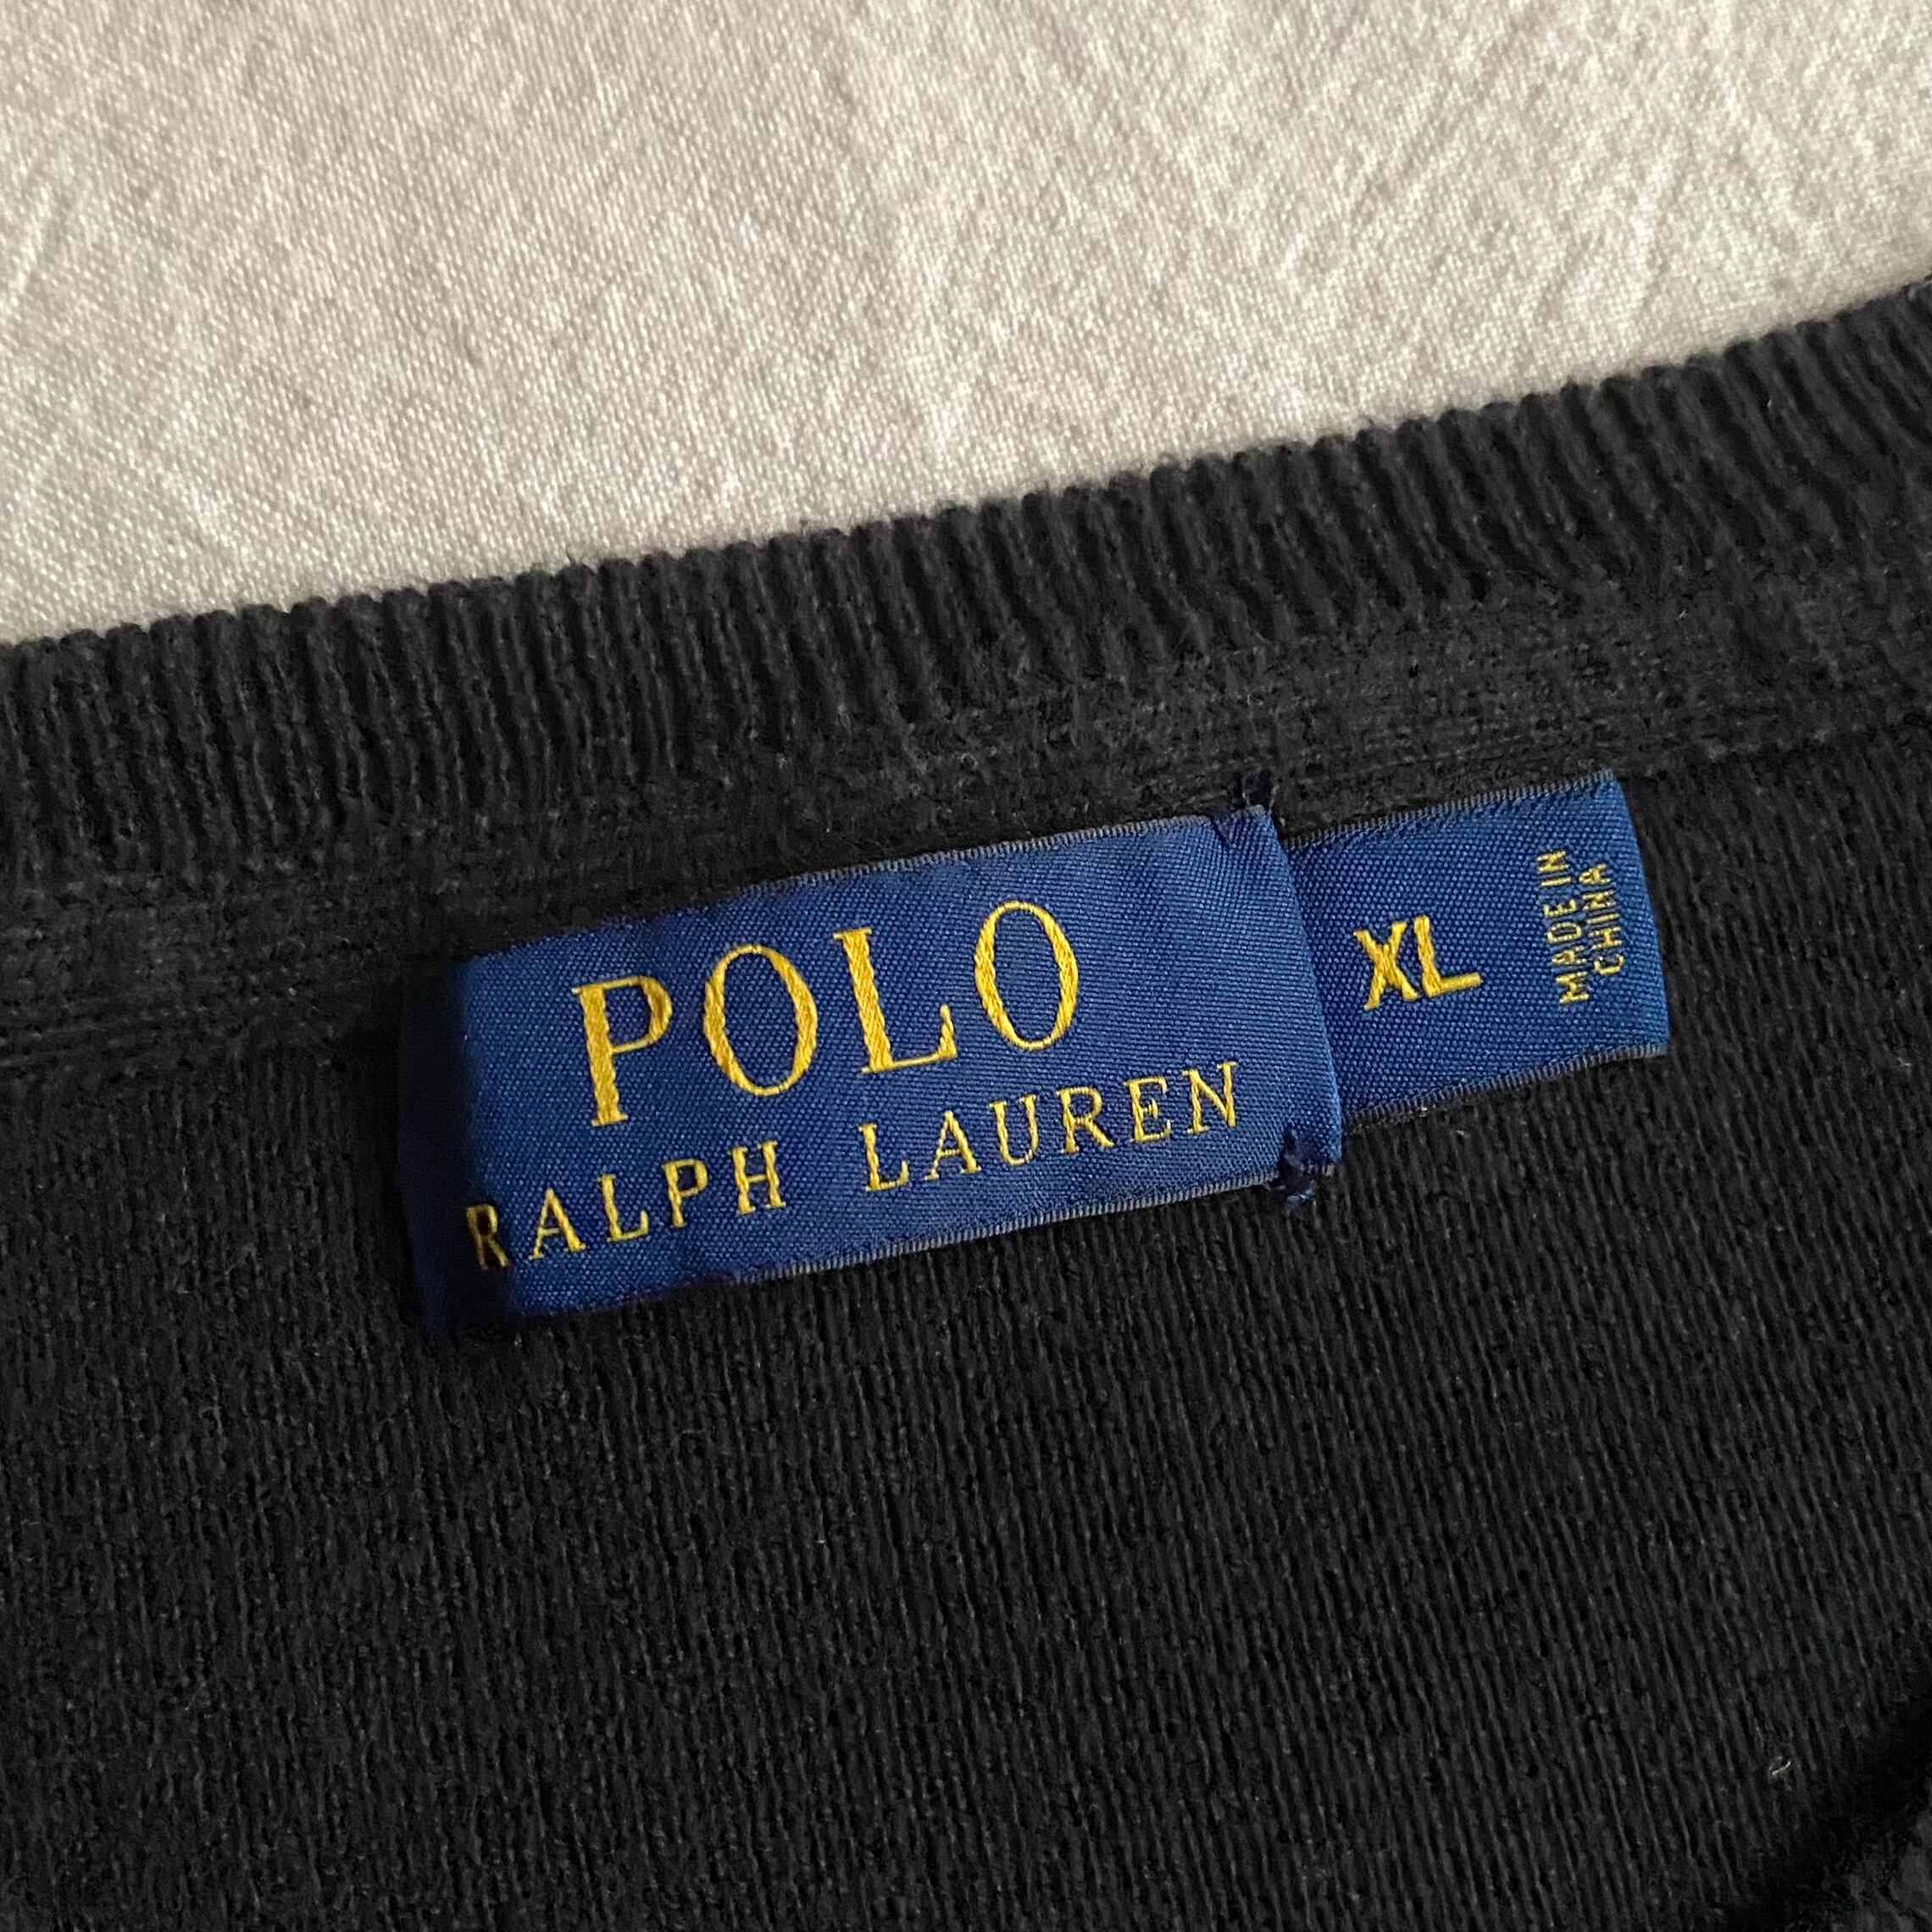 POLO
RALPH LAUREN
XL
MADE IN
CHINA